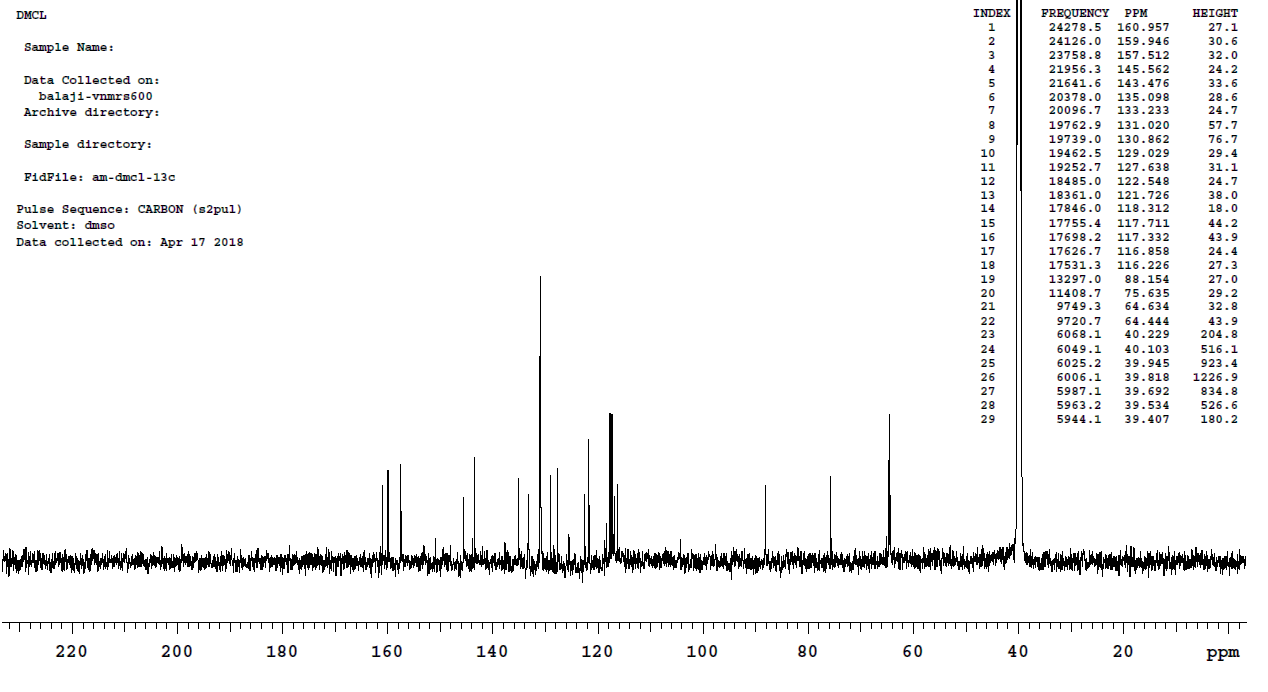 DMCL
Sample Name:
Data Collected on:
balaji-vnmrs600
Archive directory:
Sample directory:
FidFile: am-dmcl-13c
Pulse Sequence: CARBON (s2pul)
Solvent: dmso
Data collected on: Apr 17 2018
INDEX FREQUENCY PPM HEIGHT
1 24278.5 160.957 27.1
2 24126.0 159.946 30.6
3 23758.8 157.512 32.0
4 21956.3 145.562 24.2
5 21641.6 143.476 33.6
6 20378.0 135.098 28.6
7 20096.7 133.233 24.7
8 19762.9 131.020 57.7
9 19739.0 130.862 76.7
10 19462.5 129.029 29.4
11 19252.7 127.638 31.1
12 18485.0 122.548 24.7
13 18361.0 121.726 38.0
14 17846.0 118.312 18.0
15 17755.4 117.711 44.2
16 17698.2 117.332 43.9
17 17626.7 116.858 24.4
18 17531.3 116.226 27.3
19 13297.0 88.154 27.0
20 11408.7 75.635 29.2
21 9749.3 64.634 32.8
22 9720.7 64.444 43.9
23 6068.1 40.229 204.8
24 6049.1 40.103 516.1
25 6025.2 39.945 923.4
26 6006.1 39.818 1226.9
27 5987.1 39.692 834.8
28 5963.2 39.534 526.6
29 5944.1 39.407 180.2
220 200 180 160 140 120 100 80 60 40 20 ppm